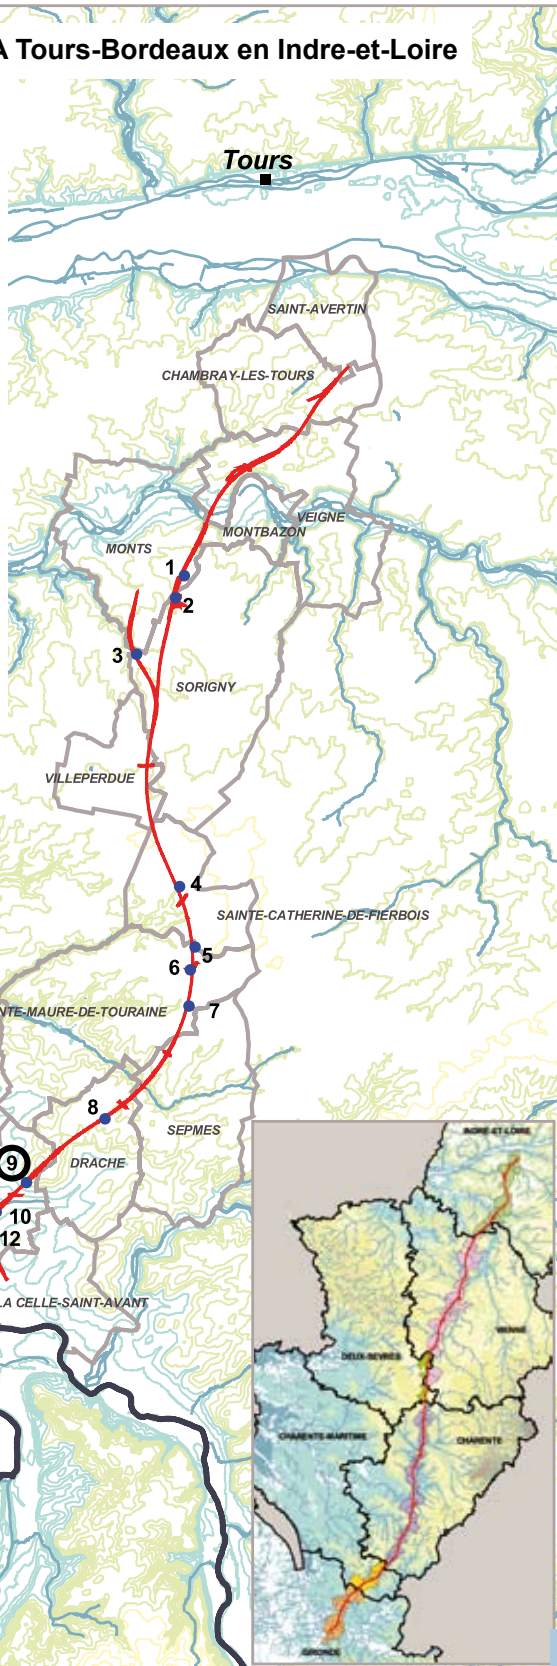 A Tours-Bordeaux en Indre-et-Loire
Tours
SAINT-AVERTIN
CHAMBRAY-LES-TOURS
VEIGNE
MONTBAZON
MONTS
1
2
3
SORIGNY
VILLEPERDUE
4
SAINTE-CATHERINE-DE-FIERBOIS
5
6
7
NTE-MAURE-DE-TOURAINE
8
SEPMES
DRACHE
9
10
12
LA CELLE-SAINT-AVANT
INDRE-ET-LOIRE
VIENNE
DEUX-SEVRES
CHARENTE-MARITIME
CHARENTE
GIRONDE